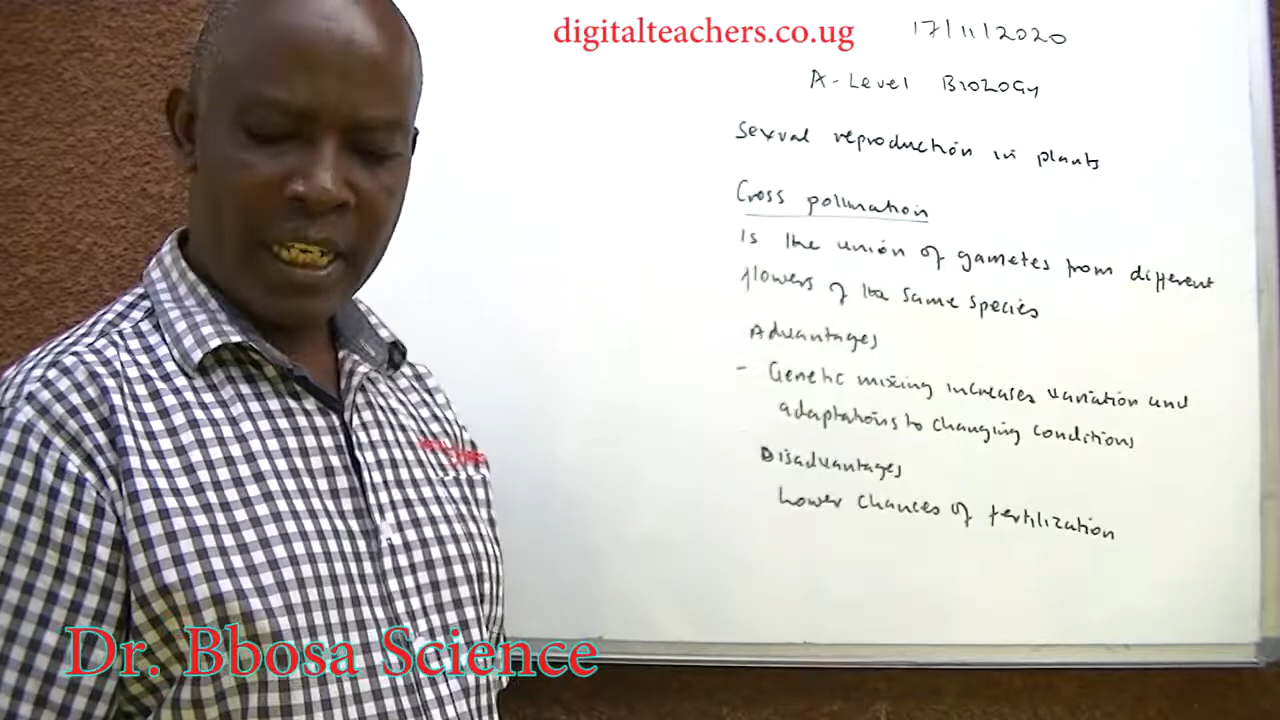 digitalteachers.co.ug
17/11/2020
A-Level BIOLOGY
Sexual reproduction in plants
Cross pollination
Is the union of gametes from different
flowers of the same species
Advantages
- Genetic mixing increases variation and
adaptations to changing conditions
Disadvantages
Lower chances of fertilization
Dr. Bbosa Science